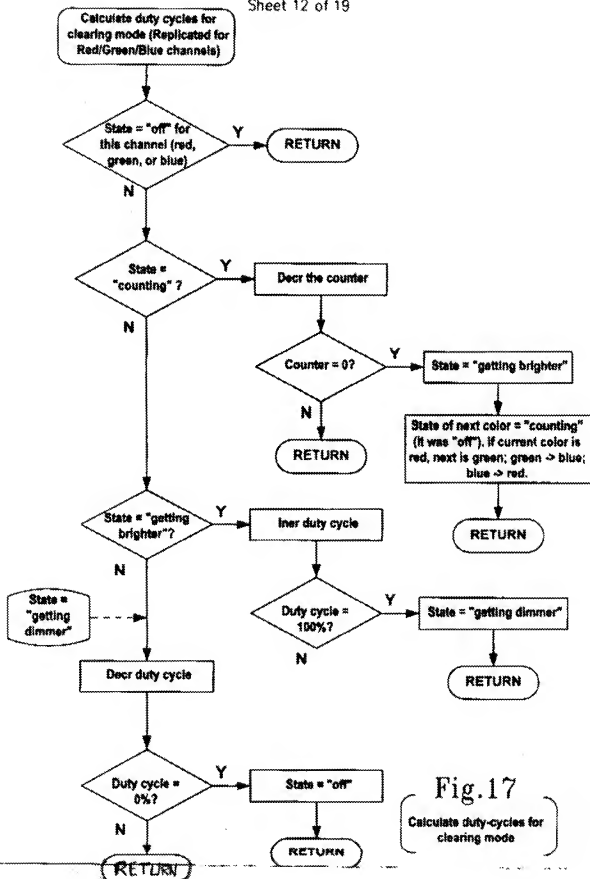 Sheet 12 of 19
Calculate duty cycles for
clearing mode (Replicated for
Red/Green/Blue channels)
State = "off" for
this channel (red,
green, or blue)
Y
RETURN
N
State =
"counting" ?
Y
Decr the counter
N
Counter = 0?
Y
State = "getting brighter"
N
RETURN
State of next color = "counting"
(it was "off"). If current color is
red, next is green; green -> blue;
blue -> red.
RETURN
State = "getting
brighter"?
Y
Incr duty cycle
N
State =
"getting
dimmer"
Duty cycle =
100%?
Y
State = "getting dimmer"
N
RETURN
Decr duty cycle
Duty cycle =
0%?
Y
State = "off"
N
RETURN
RETURN
Fig.17
Calculate duty-cycles for
clearing mode